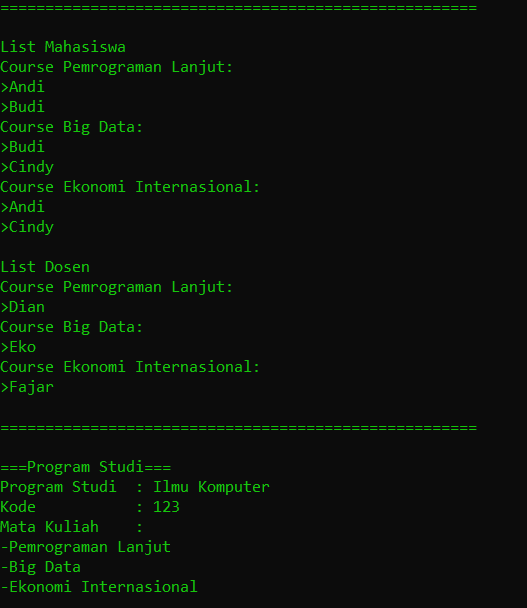 =====================================================
List Mahasiswa
Course Pemrograman Lanjut:
>Andi
>Budi
Course Big Data:
>Budi
>Cindy
Course Ekonomi Internasional:
>Andi
>Cindy
List Dosen
Course Pemrograman Lanjut:
>Dian
Course Big Data:
>Eko
Course Ekonomi Internasional:
>Fajar
=====================================================
===Program Studi===
Program Studi  : Ilmu Komputer
Kode           : 123
Mata Kuliah    :
-Pemrograman Lanjut
-Big Data
-Ekonomi Internasional